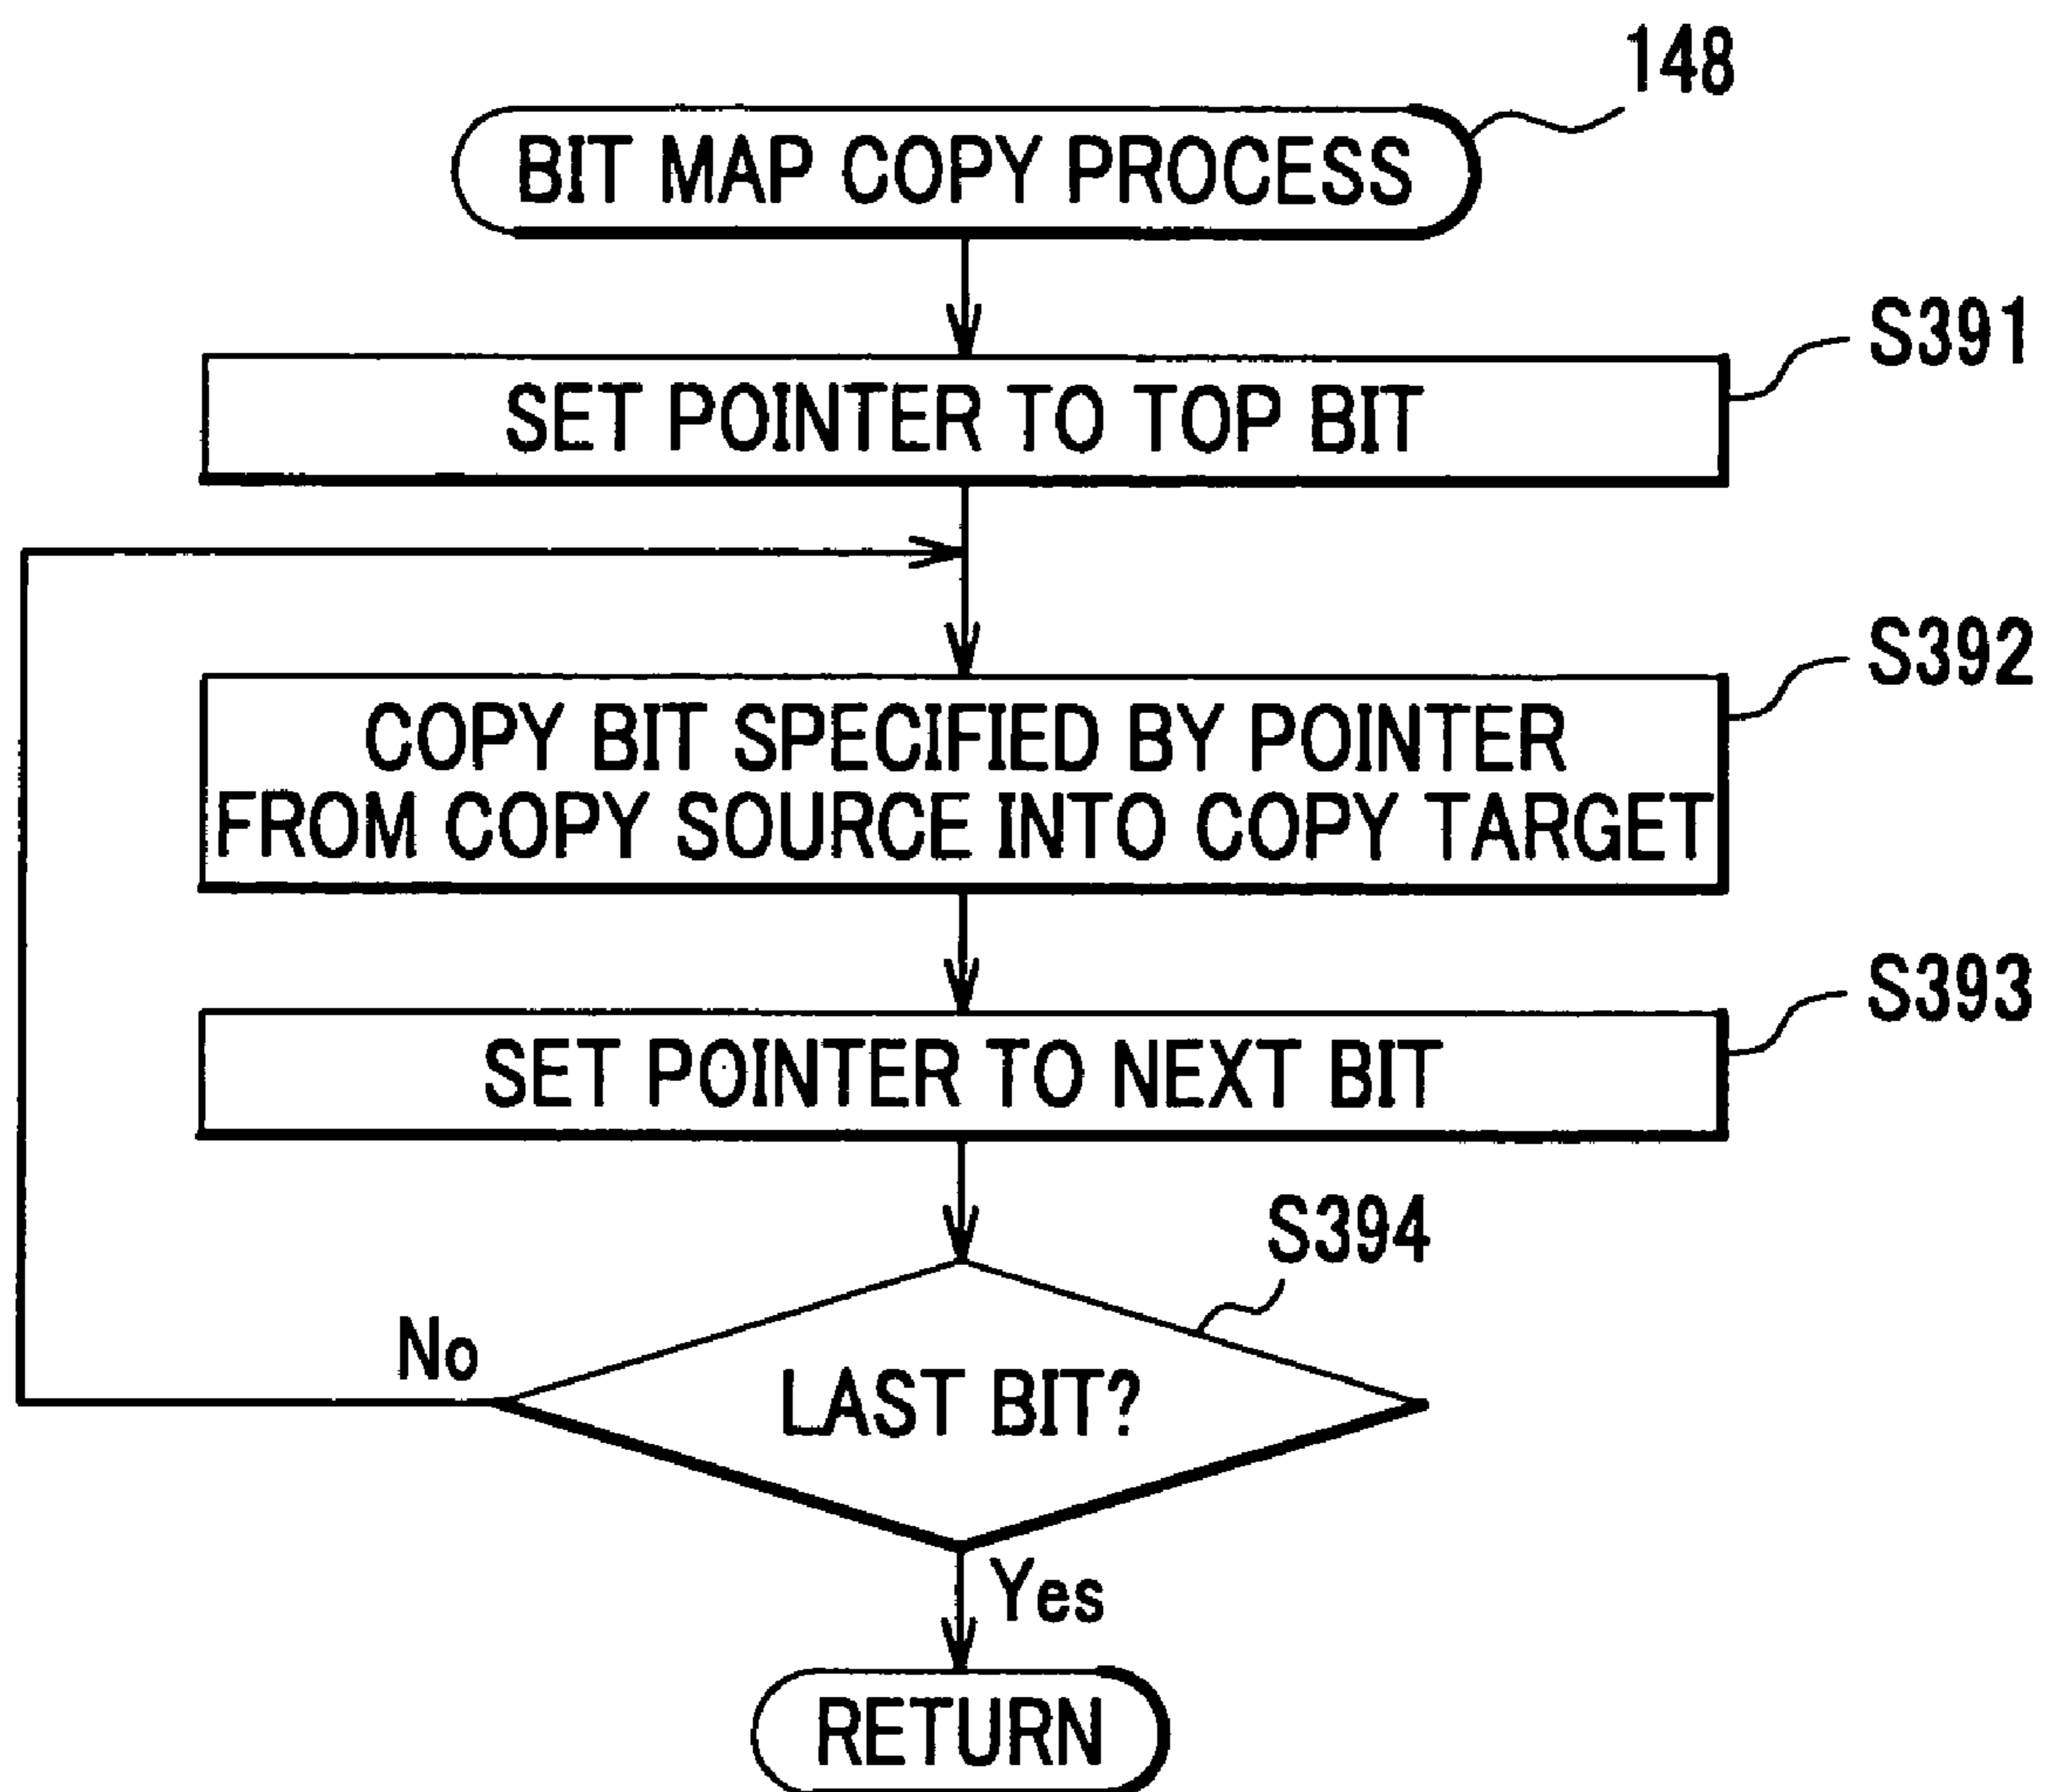 148
BIT MAP COPY PROCESS
S391
SET POINTER TO TOP BIT
S392
COPY BIT SPECIFIED BY POINTER
FROM COPY SOURCE INTO COPY TARGET
S393
SET POINTER TO NEXT BIT
S394
No
LAST BIT?
Yes
RETURN